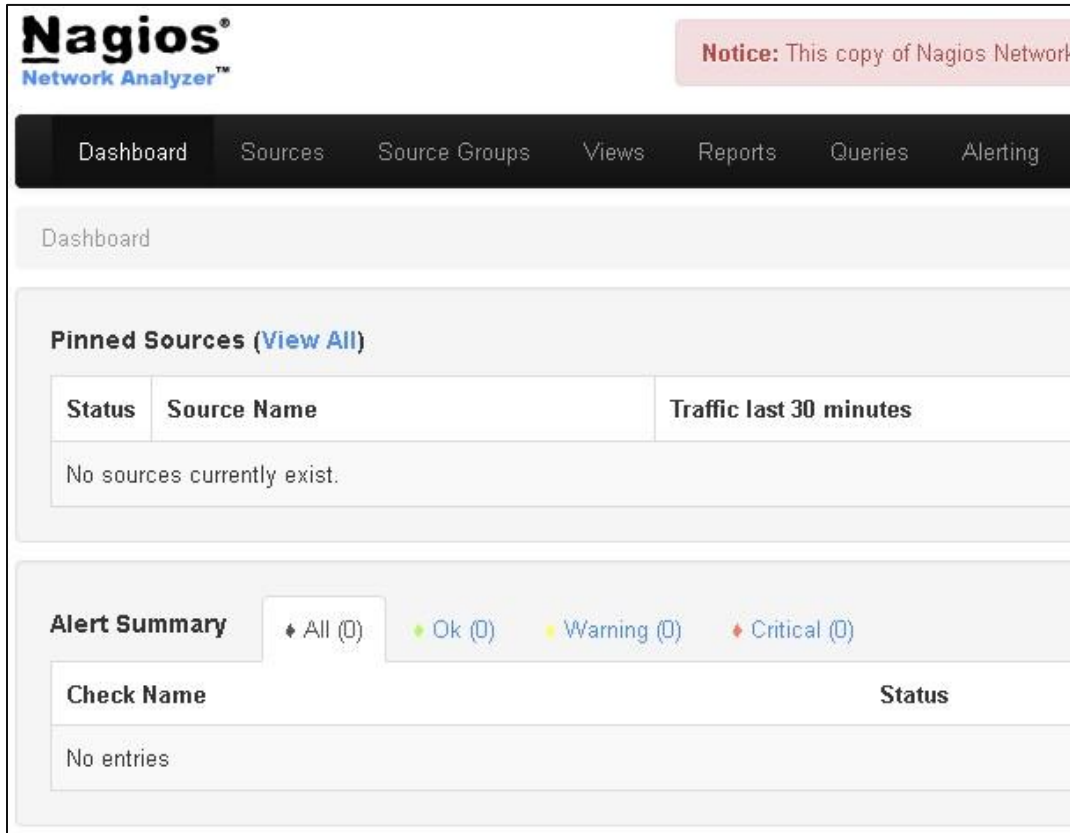 Nagios®
Network Analyzer™
Notice: This copy of Nagios Network
Dashboard Sources Source Groups Views Reports Queries Alerting
Dashboard
Pinned Sources (View All)
Status Source Name Traffic last 30 minutes
No sources currently exist.
Alert Summary All (0) Ok (0) Warning (0) Critical (0)
Check Name Status
No entries